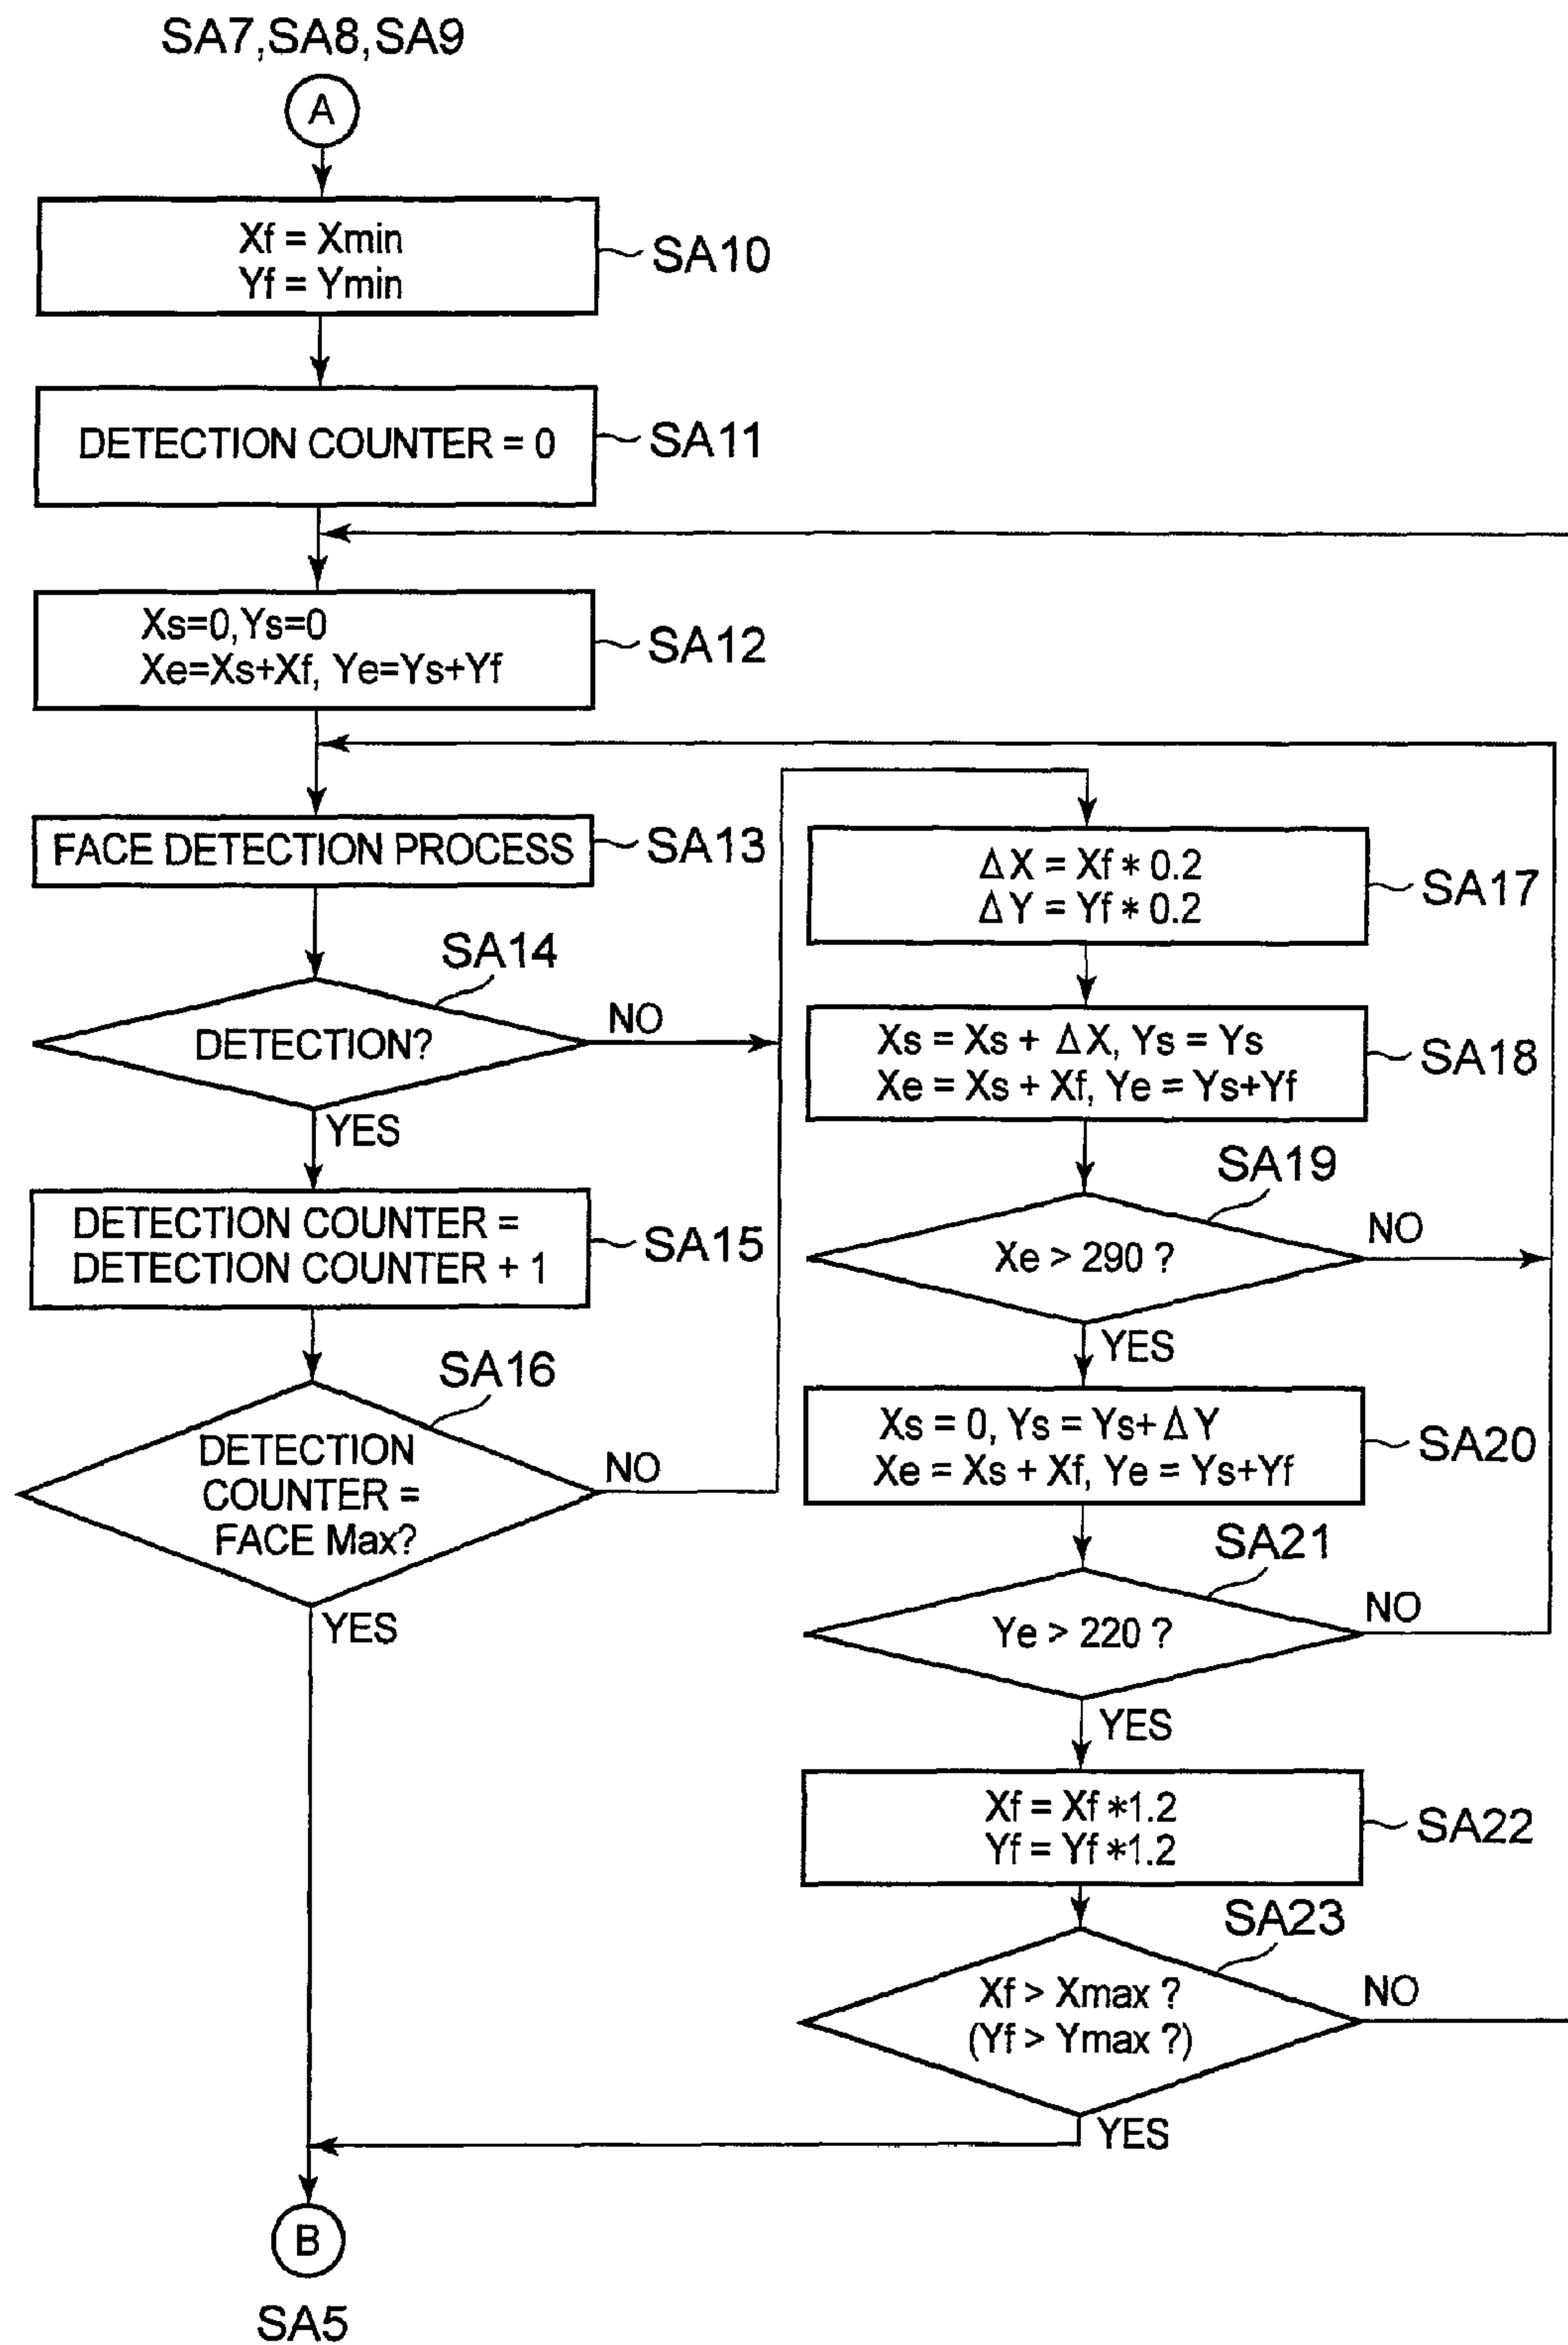 SA7,SA8,SA9
A
Xf = Xmin
Yf = Ymin
SA10
DETECTION COUNTER = 0
SA11
Xs=0,Ys=0
Xe=Xs+Xf, Ye=Ys+Yf
SA12
FACE DETECTION PROCESS
SA13
SA14
DETECTION?
NO
YES
DETECTION COUNTER =
DETECTION COUNTER + 1
SA15
SA16
DETECTION
COUNTER =
FACE Max?
NO
YES
ΔX = Xf * 0.2
ΔY = Yf * 0.2
SA17
Xs = Xs + ΔX, Ys = Ys
Xe = Xs + Xf, Ye = Ys+Yf
SA18
SA19
Xe > 290 ?
NO
YES
Xs = 0, Ys = Ys+ ΔY
Xe = Xs + Xf, Ye = Ys+Yf
SA20
SA21
Ye > 220 ?
NO
YES
Xf = Xf *1.2
Yf = Yf *1.2
SA22
SA23
Xf > Xmax ?
(Yf > Ymax ?)
NO
YES
B
SA5